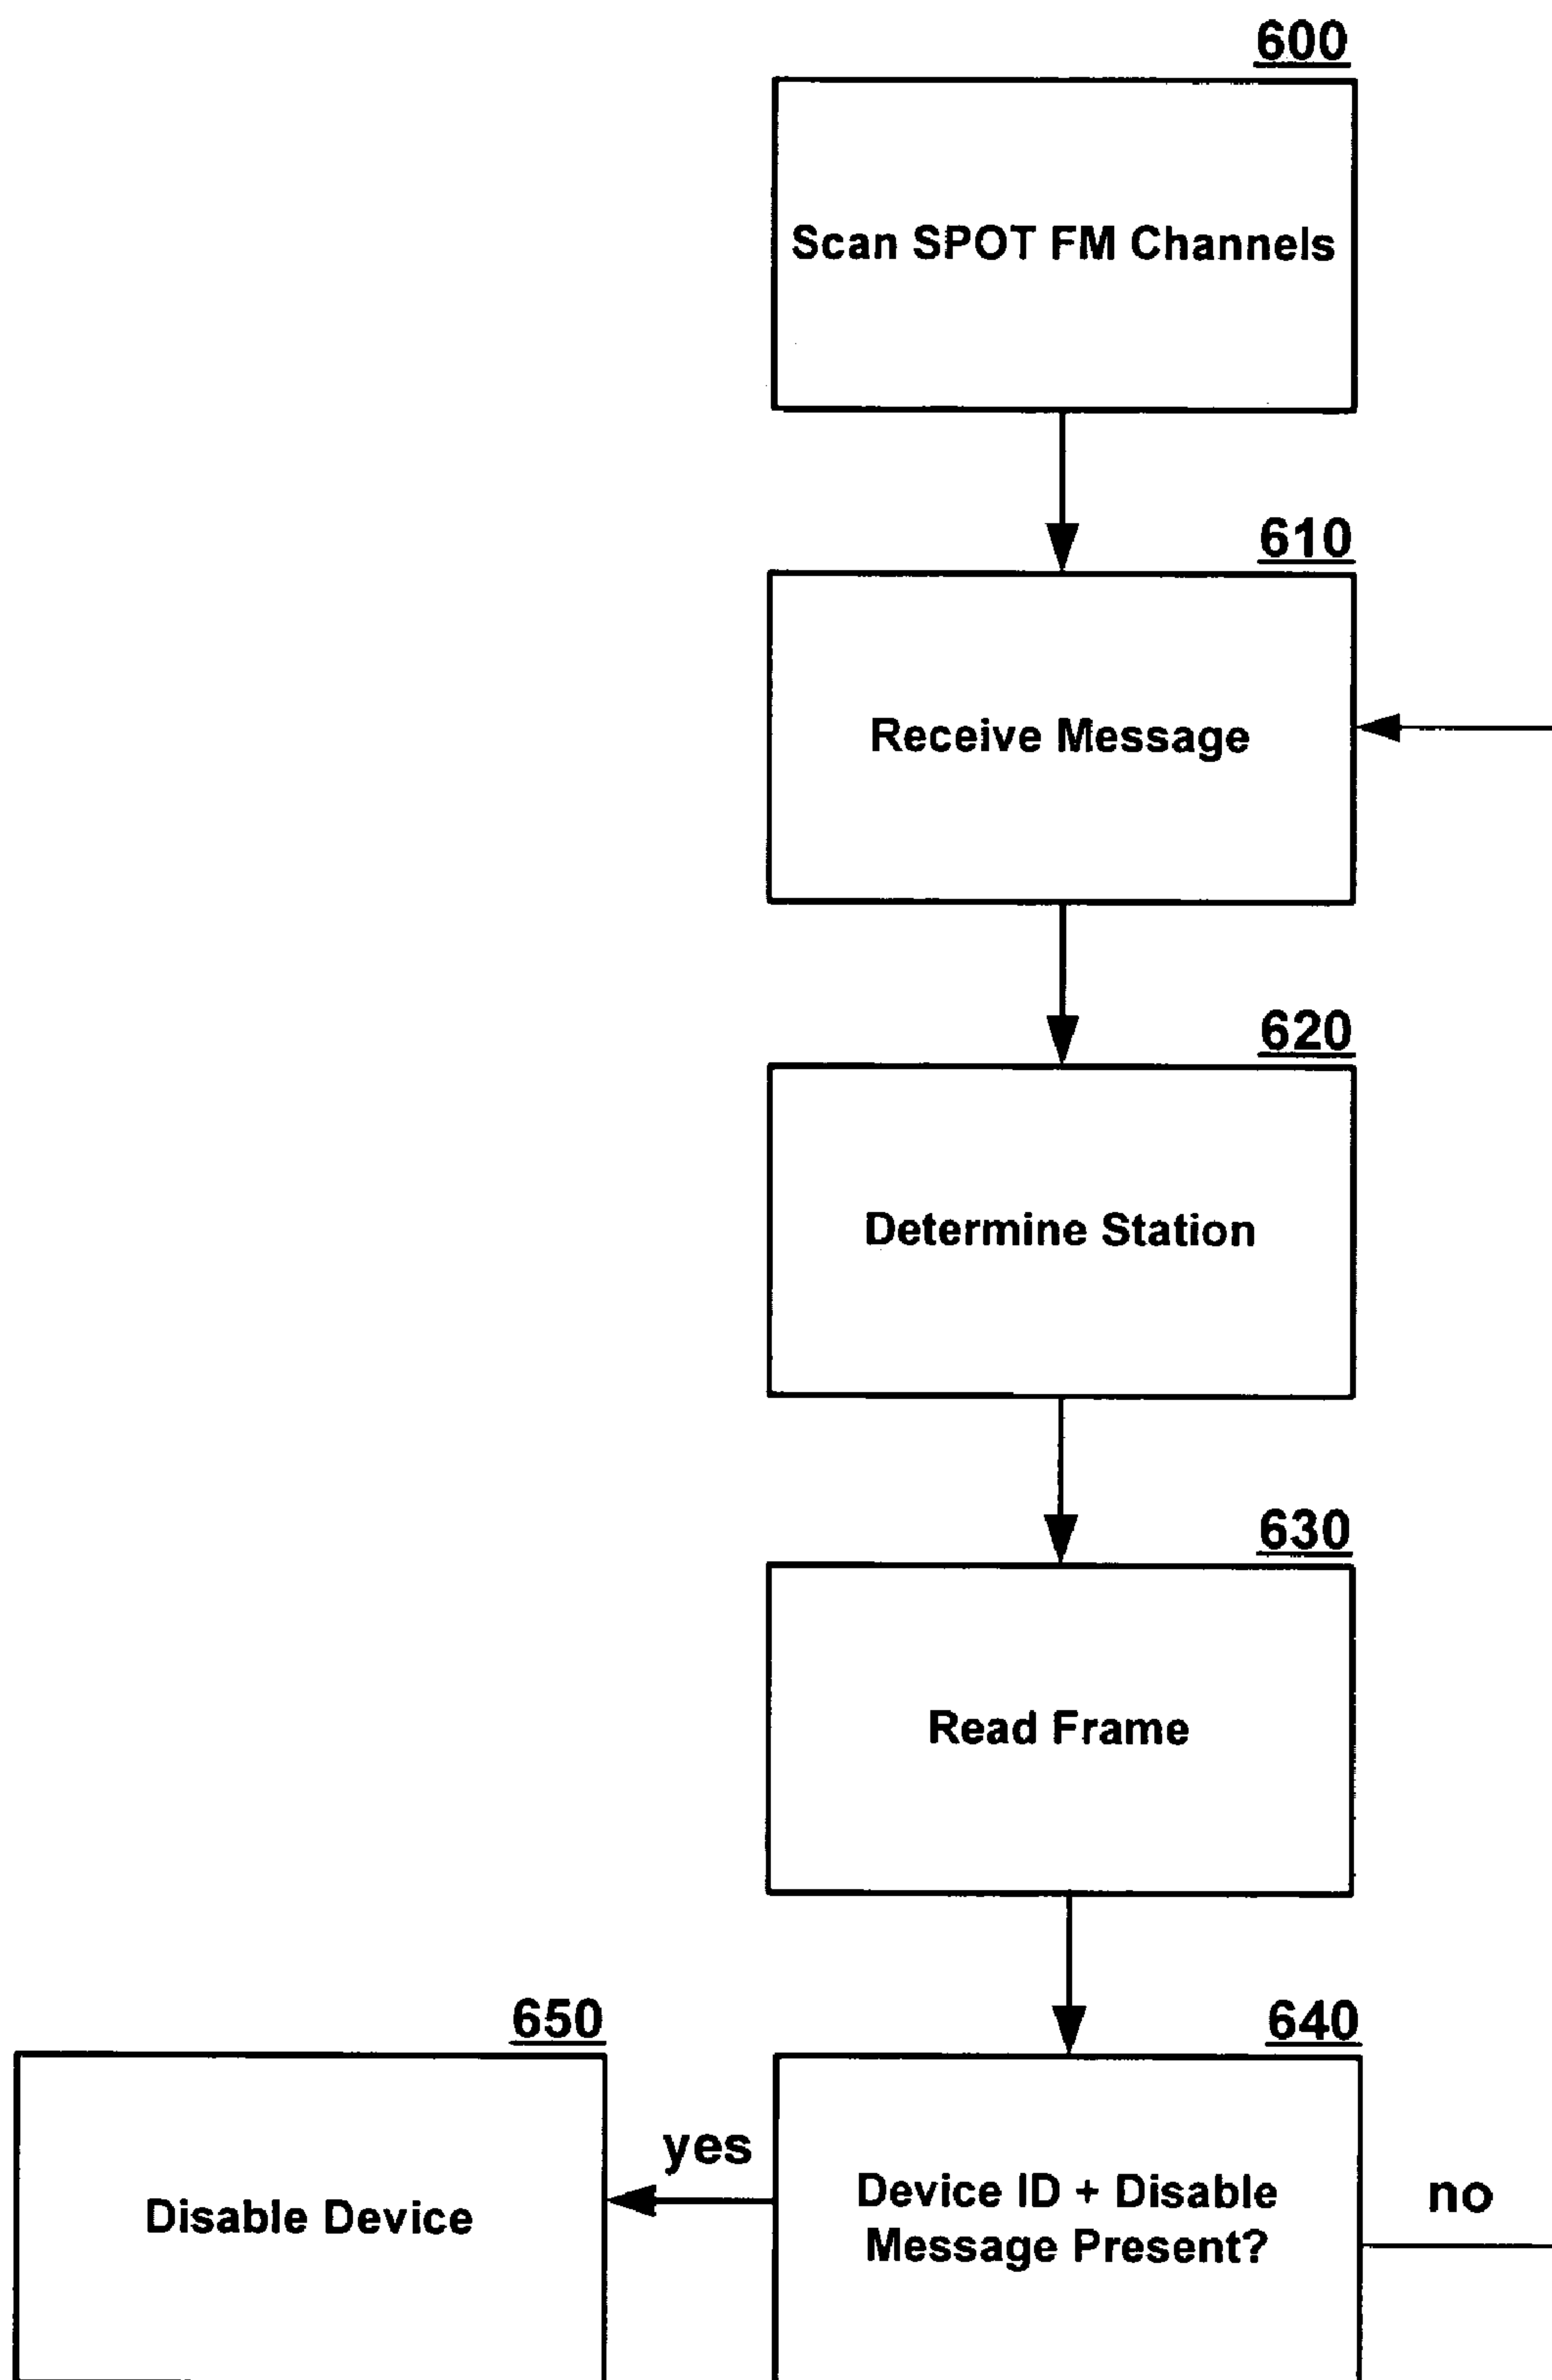 600
Scan SPOT FM Channels
610
Receive Message
620
Determine Station
630
Read Frame
650
640
yes
Disable Device
Device ID + Disable
Message Present?
no